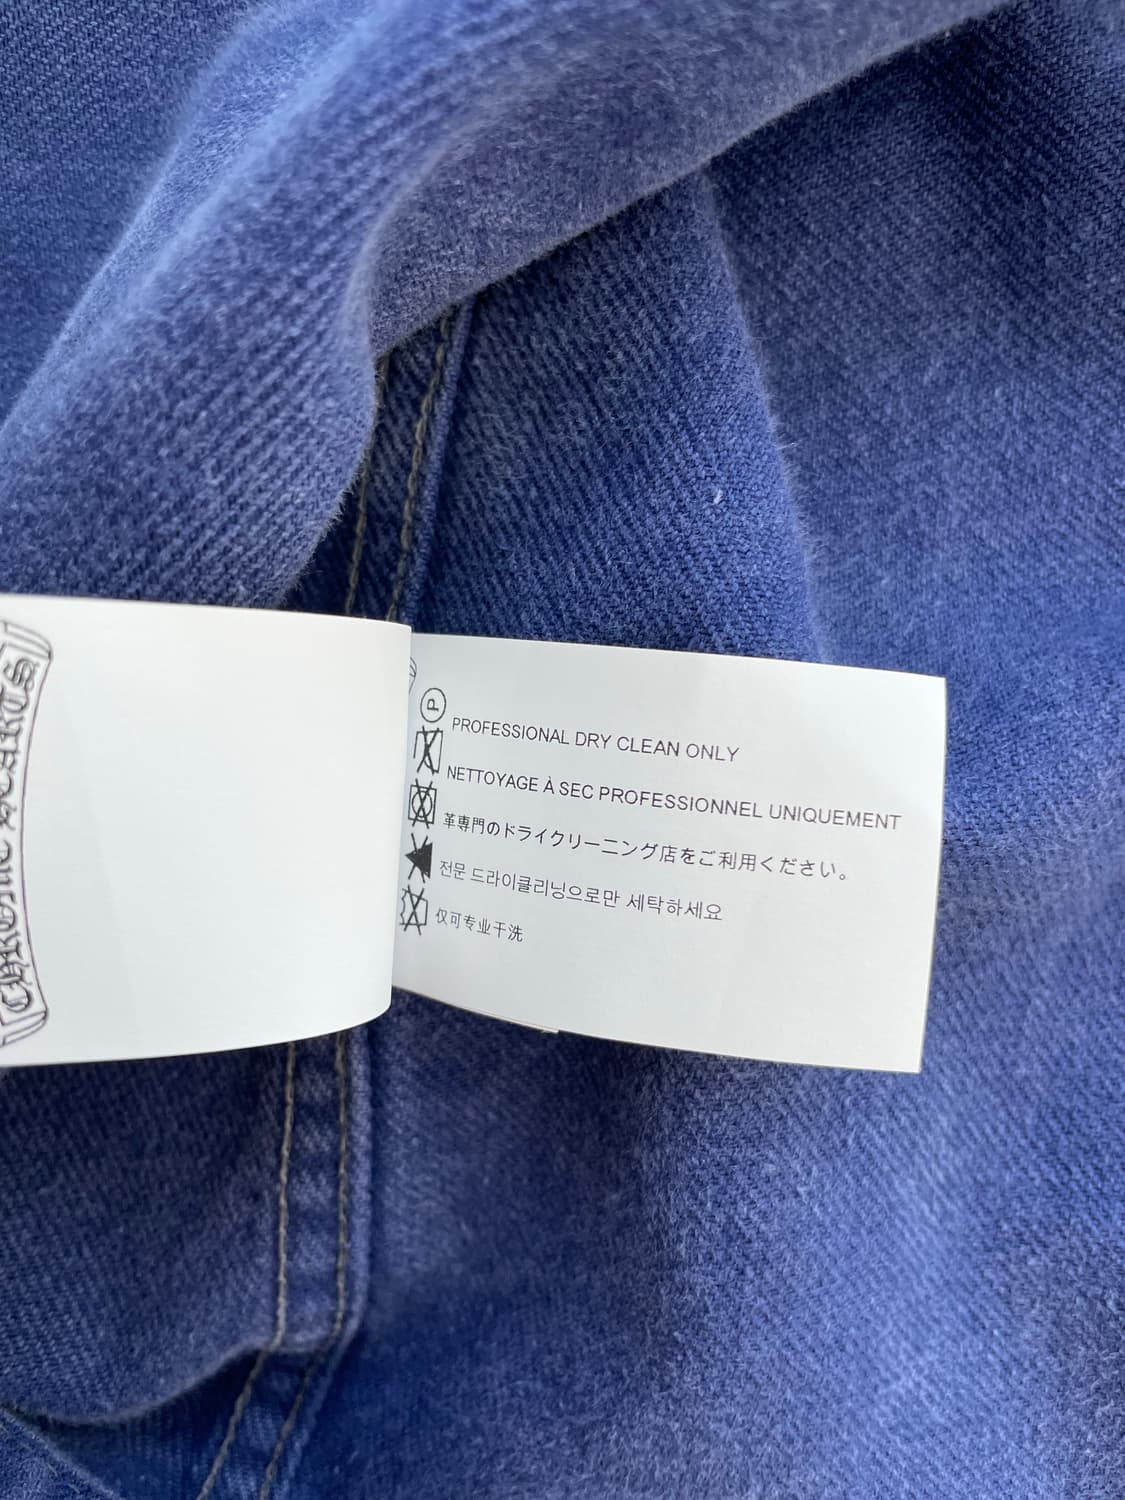 CHROME HEARTS
P
PROFESSIONAL DRY CLEAN ONLY
NETTOYAGE À SEC PROFESSIONNEL UNIQUEMENT
革専門のドライクリーニング店をご利用ください。
전문 드라이클리닝으로만 세탁하세요
仅可专业干洗